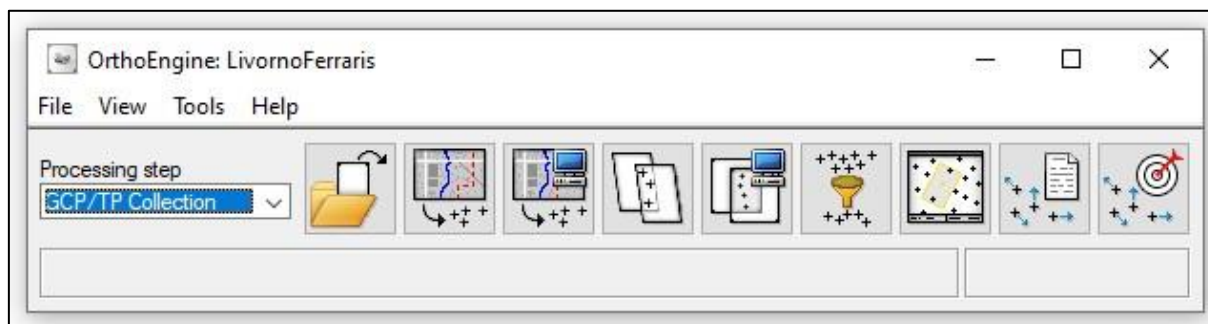 OrthoEngine: LivornoFerraris
File View Tools Help
Processing step
GCP/TP Collection